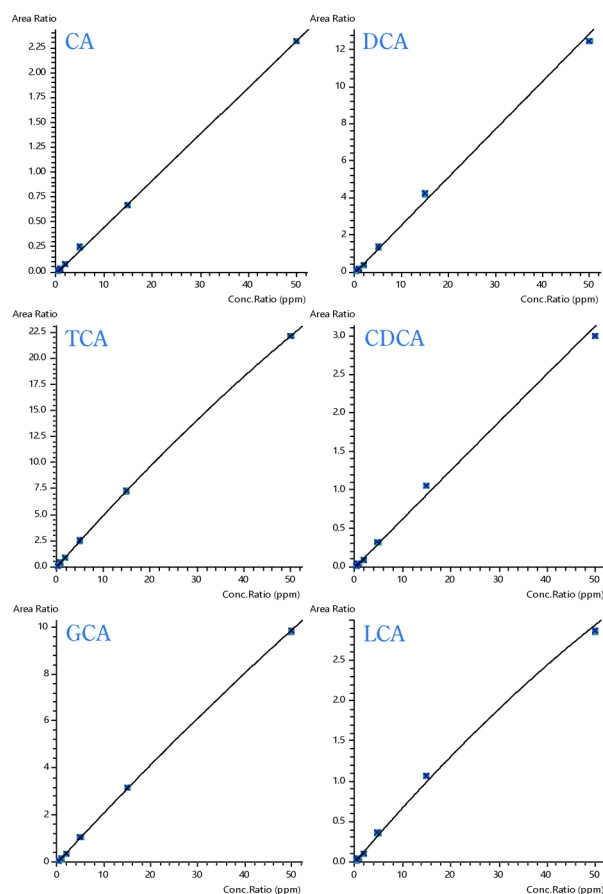 Area Ratio
CA
2.25
2.00
1.75
1.50
1.25
1.00
0.75
0.50
0.25
0.00
0 10 20 30 40 50
Conc.Ratio (ppm)
Area Ratio
DCA
12
10
8
6
4
2
0
0 10 20 30 40 50
Conc.Ratio (ppm)
Area Ratio
TCA
22.5
20.0
17.5
15.0
12.5
10.0
7.5
5.0
2.5
0.0
0 10 20 30 40 50
Conc.Ratio (ppm)
Area Ratio
CDCA
3.0
2.5
2.0
1.5
1.0
0.5
0.0
0 10 20 30 40 50
Conc.Ratio (ppm)
Area Ratio
GCA
10
8
6
4
2
0
0 10 20 30 40 50
Conc.Ratio (ppm)
Area Ratio
LCA
2.5
2.0
1.5
1.0
0.5
0.0
0 10 20 30 40 50
Conc.Ratio (ppm)